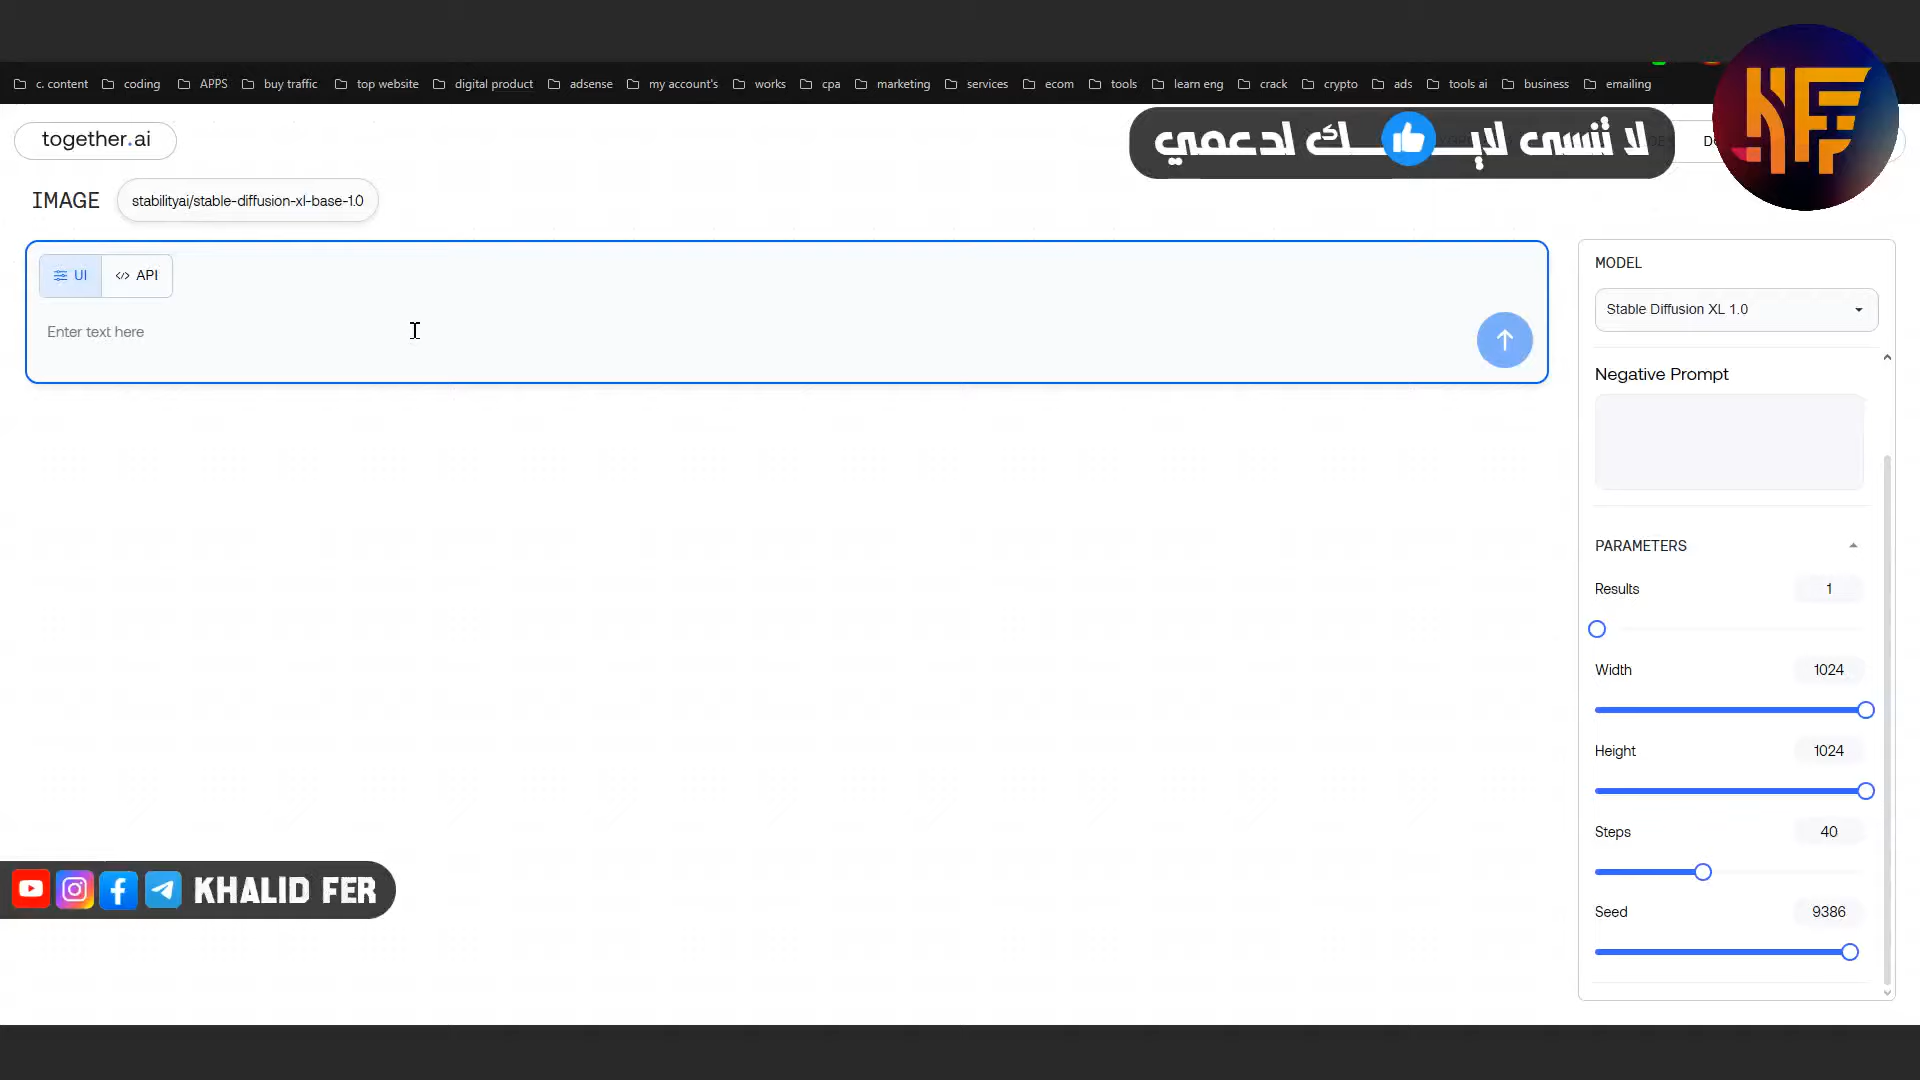 c. content coding APPS buy traffic top website digital product adsense my account's works cpa marketing services ecom tools learn eng crack crypto ads tools ai business emailing
together.ai
لا تنسى لايـــك لدعمي
KF
IMAGE stabilityai/stable-diffusion-xl-base-1.0
UI API
Enter text here
MODEL
Stable Diffusion XL 1.0
Negative Prompt
PARAMETERS
Results 1
Width 1024
Height 1024
Steps 40
Seed 9386
KHALID FER